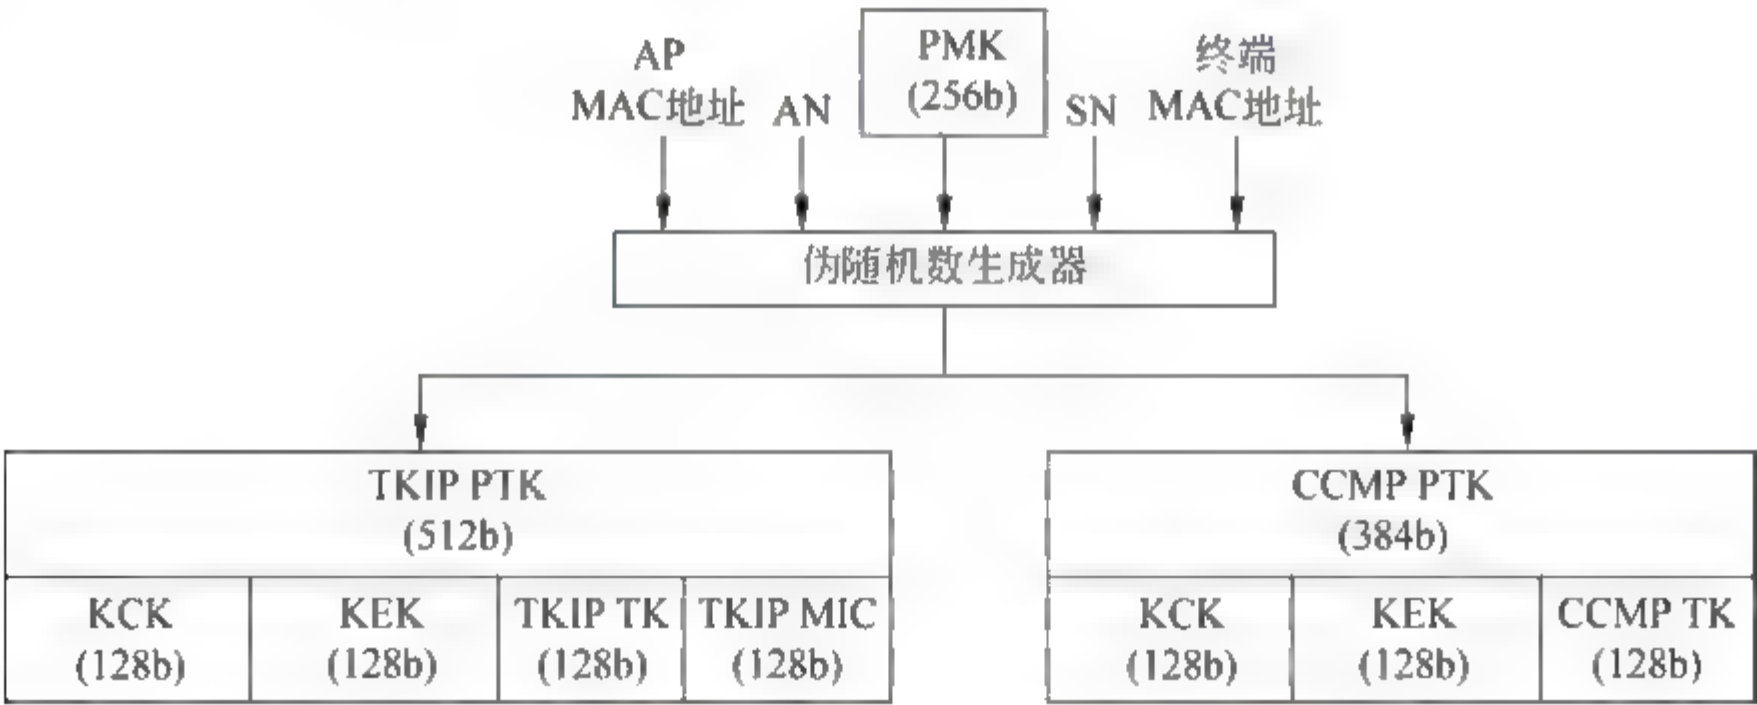 AP
MAC地址
AN
PMK
(256b)
SN
终端
MAC地址
伪随机数生成器
TKIP PTK
(512b)
KCK
(128b)
KEK
(128b)
TKIP TK
(128b)
TKIP MIC
(128b)
CCMP PTK
(384b)
KCK
(128b)
KEK
(128b)
CCMP TK
(128b)